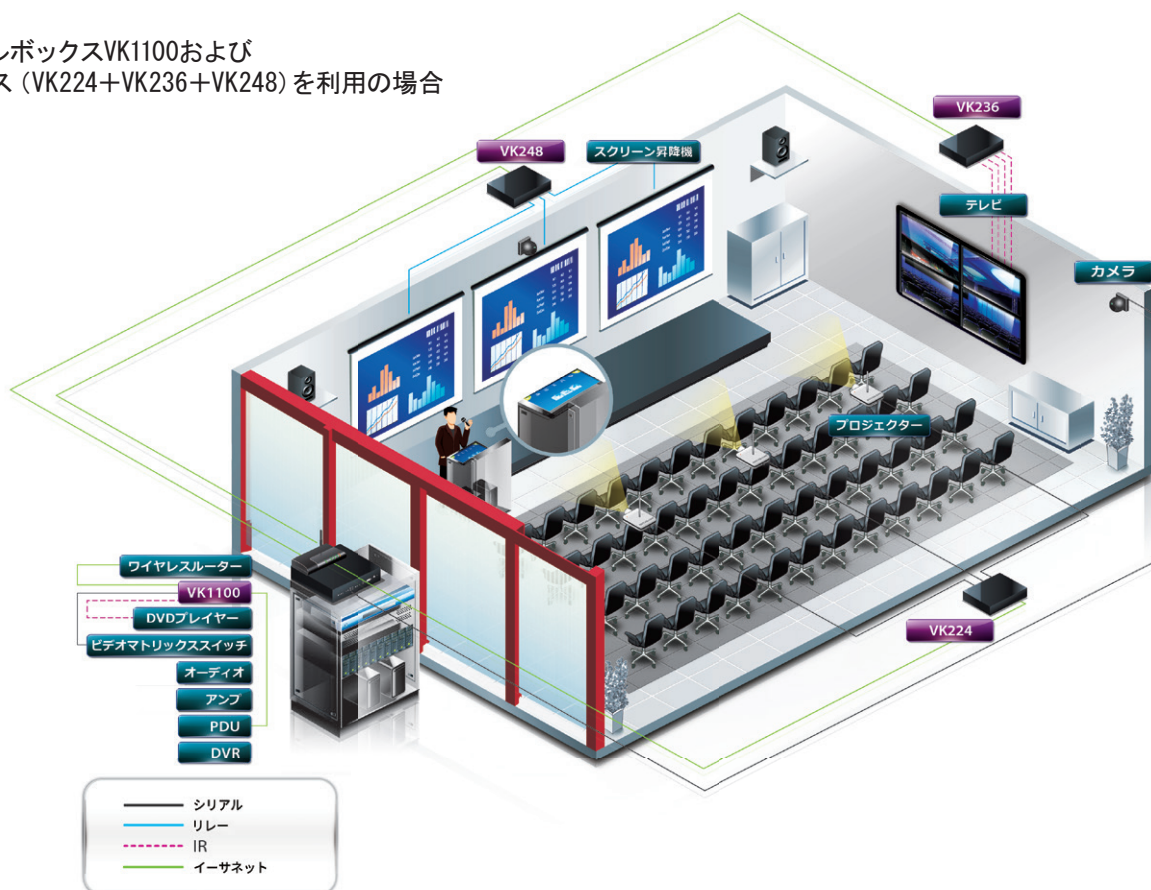 ルボックスVK1100および
ス（VK224＋VK236＋VK248）を利用の場合
VK236
VK248
スクリーン昇降機
テレビ
カメラ
プロジェクター
ワイヤレスルーター
VK1100
DVDプレイヤー
ビデオマトリックススイッチ
オーディオ
アンプ
PDU
DVR
VK224
シリアル
リレー
IR
イーサネット